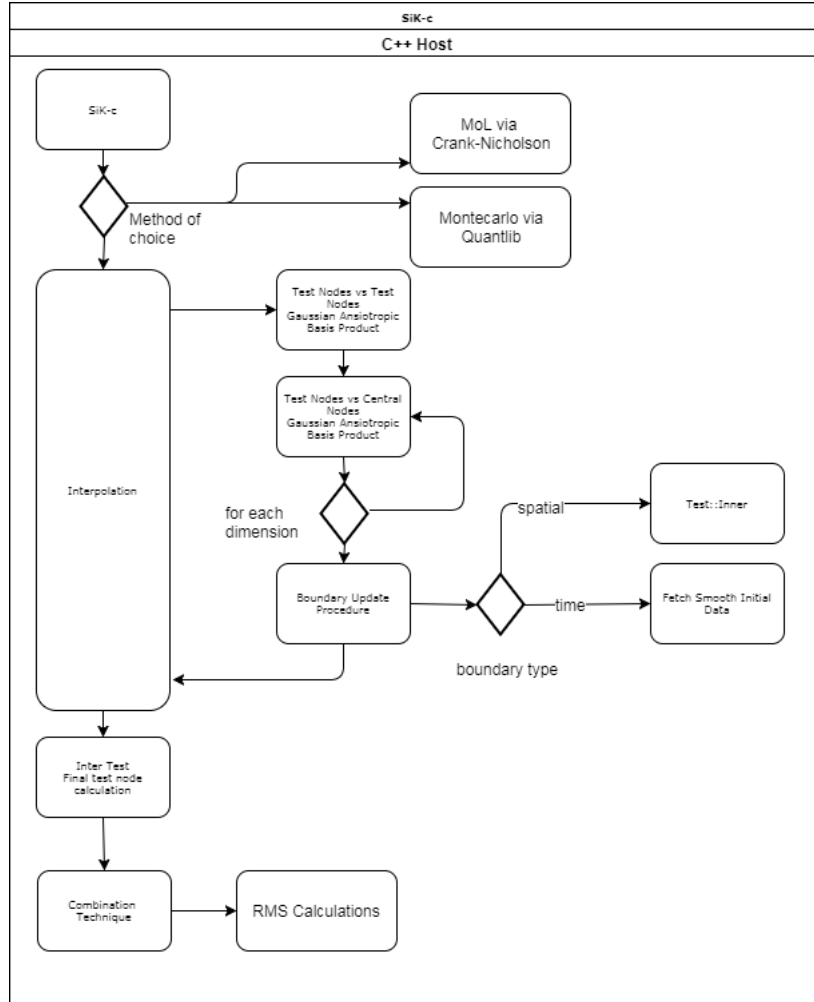 SiK-c
C++ Host
SiK-c
MoL via
Crank-Nicholson
Montecarlo via
Quantlib
Method of
choice
Test Nodes vs Test
Nodes
Gaussian Ansiotropic
Basis Product
Test Nodes vs Central
Nodes
Gaussian Ansiotropic
Basis Product
Interpolation
for each
dimension
spatial
Test::Inner
Boundary Update
Procedure
time
Fetch Smooth Initial
Data
boundary type
Inter Test
Final test node
calculation
Combination
Technique
RMS Calculations